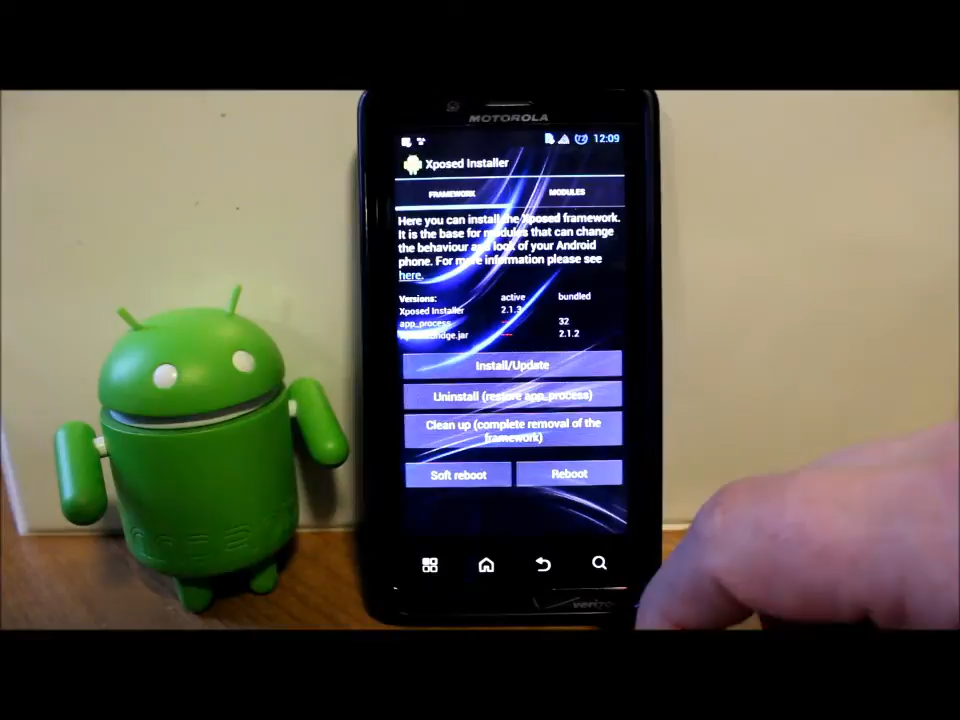 MOTOROLA
12:09
Xposed Installer
FRAMEWORK MODULES
Here you can install the Xposed framework.
It is the base for modules that can change
the behaviour and look of your Android
phone. For more information please see
here.
Versions: active bundled
Xposed Installer 2.1.3
app_process 32
2.1.2
Install/Update
Uninstall (restore app_process)
Clean up (complete removal of the
framework)
Soft reboot Reboot